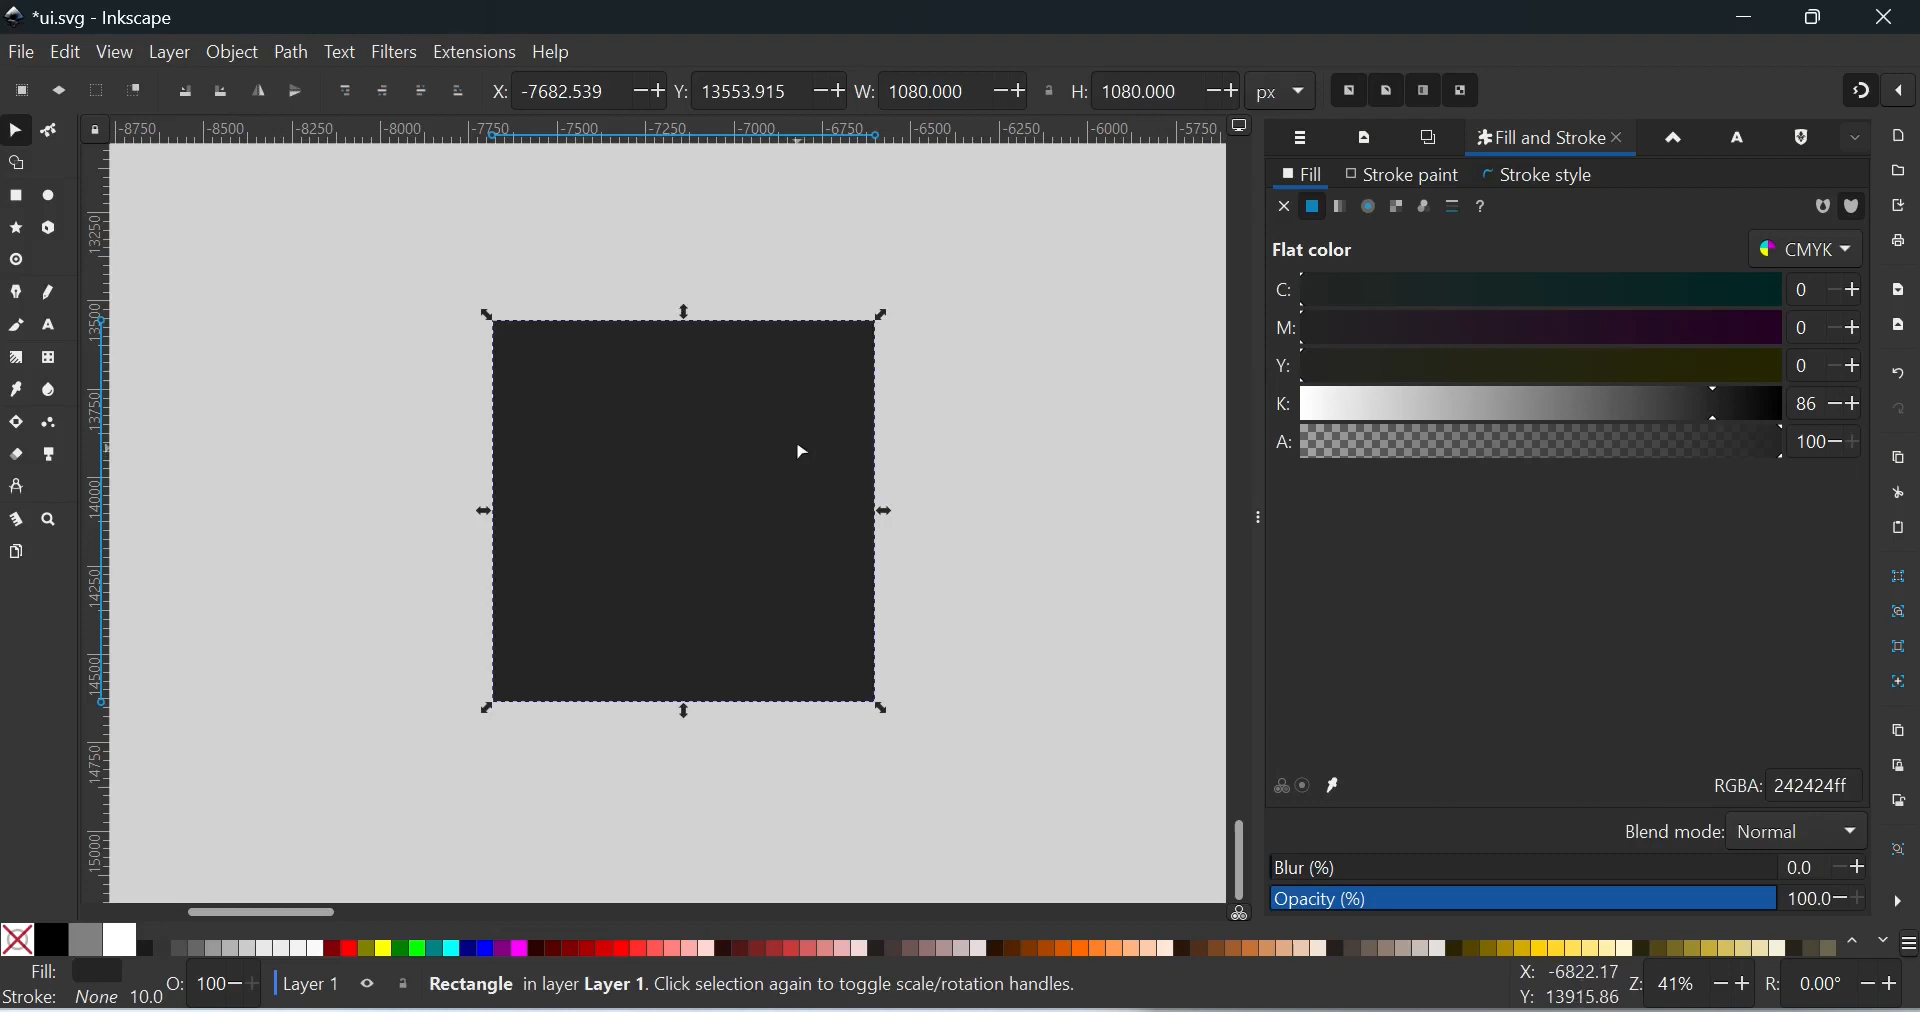 *ui.svg - Inkscape
File Edit View Layer Object Path Text Filters Extensions Help
X: -7682.539 Y: 13553.915 W: 1080.000 H: 1080.000 px
-8750 -8500 -8250 -8000 -7750 -7500 -7250 -7000 -6750 -6500 -6250 -6000 -5750
13250
13500
13750
14000
14250
14500
14750
15000
Fill and Stroke
Fill Stroke paint Stroke style
Flat color CMYK
C: 0
M: 0
Y: 0
K: 86
A: 100
RGBA: 242424ff
Blend mode: Normal
Blur (%) 0.0
Opacity (%) 100.0
Fill:
Stroke: None 10.0
O: 100
Layer 1
Rectangle in layer Layer 1. Click selection again to toggle scale/rotation handles.
X: -6822.17
Y: 13915.86
Z: 41%
R: 0.00°